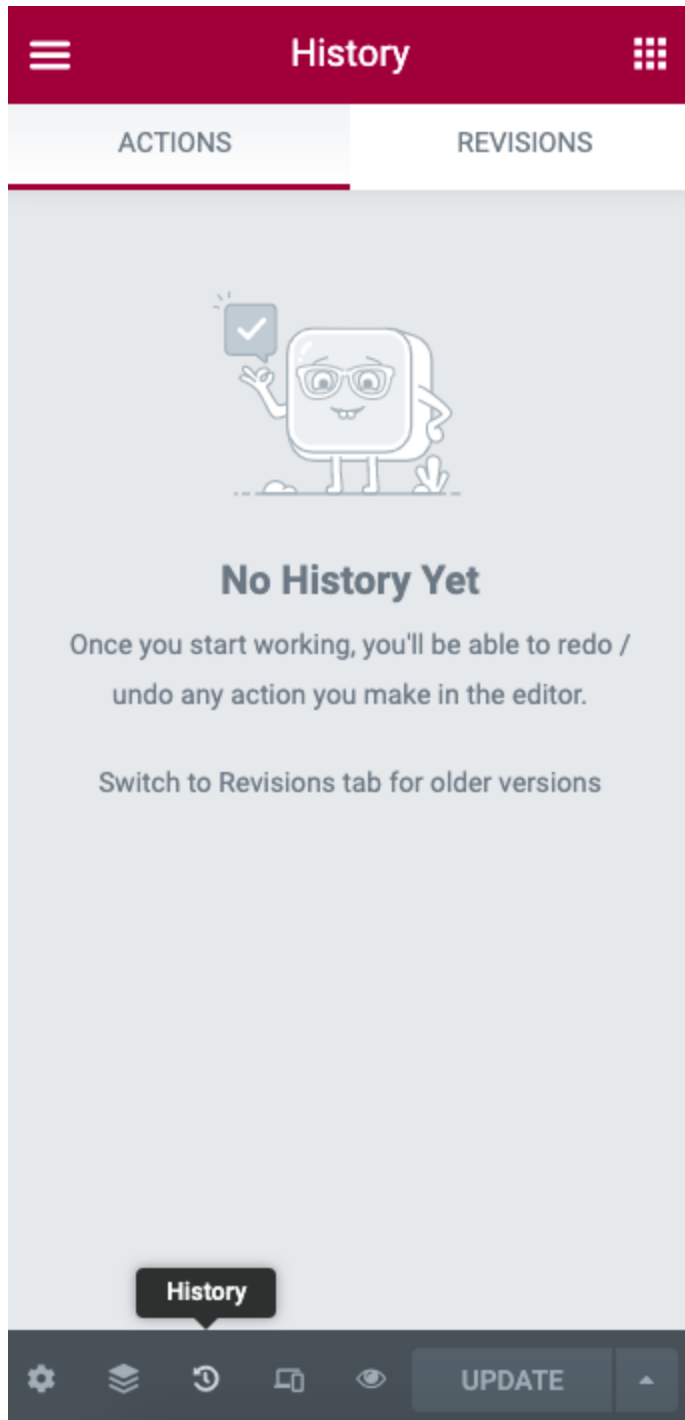 History
ACTIONS
REVISIONS
No History Yet
Once you start working, you'll be able to redo /
undo any action you make in the editor.
Switch to Revisions tab for older versions
History
UPDATE